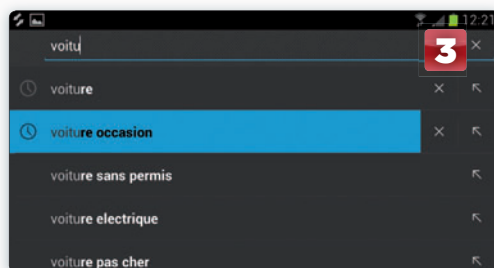 12:21
voitu
3
voiture
voiture occasion
voiture sans permis
voiture electrique
voiture pas cher